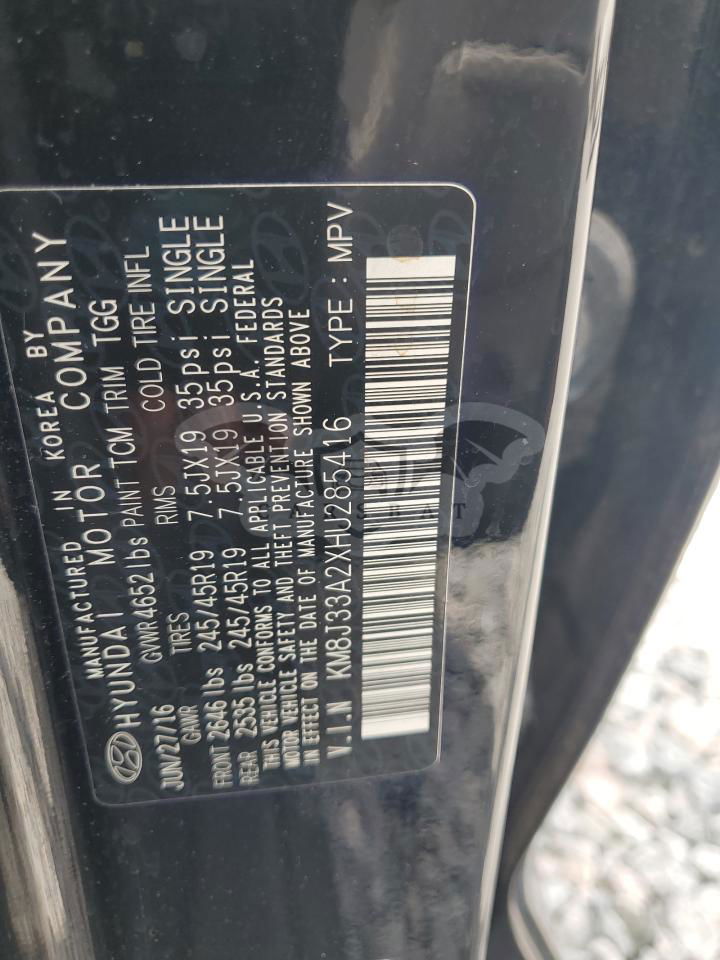 MANUFACTURED IN KOREA BY
HYUNDAI MOTOR COMPANY
GVWR 4652 lbs PAINT TCM TRIM TGG
JUN/27/16
GAWR TIRES RIMS COLD TIRE INFL
FRONT 2646 lbs 245/45R19 7.5JX19 35psi SINGLE
REAR 2535 lbs 245/45R19 7.5JX19 35psi SINGLE
THIS VEHICLE CONFORMS TO ALL APPLICABLE U.S.A. FEDERAL
MOTOR VEHICLE SAFETY AND THEFT PREVENTION STANDARDS
IN EFFECT ON THE DATE OF MANUFACTURE SHOWN ABOVE
V.I.N KM8J33A2XHU285416 TYPE : MPV